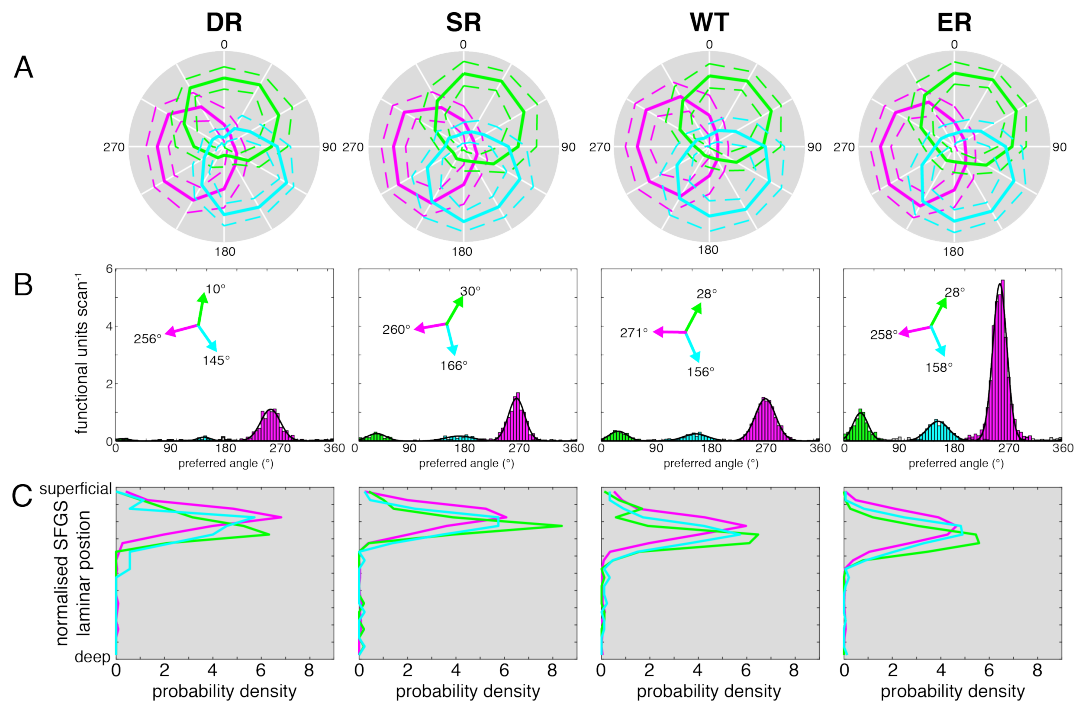 DR SR WT ER
A
0 0 0 0
270 90 270 90 270 90 270 90
180 180 180 180
B
functional units scan-1
6
4
2
0
10° 256° 145°
30° 260° 166°
28° 271° 156°
28° 258° 158°
0 90 180 270 360 0 90 180 270 360 0 90 180 270 360 0 90 180 270 360
preferred angle (°) preferred angle (°) preferred angle (°) preferred angle (°)
C
superficial
normalised SFGS
laminar postion
deep
0 2 4 6 8 0 2 4 6 8 0 2 4 6 8 0 2 4 6 8
probability density probability density probability density probability density